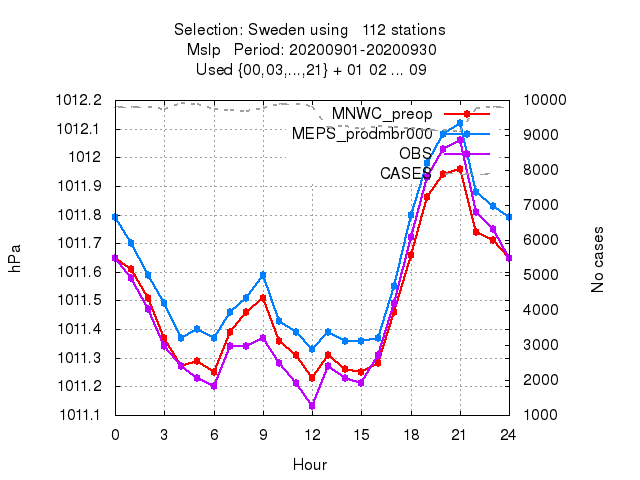 Selection: Sweden using   112 stations
Mslp   Period: 20200901-20200930
Used {00,03,...,21} + 01 02 ... 09
1012.2
1012.1
1012
1011.9
1011.8
1011.7
1011.6
1011.5
1011.4
1011.3
1011.2
1011.1
hPa
MNWC_preop
MEPS_prodmbr000
OBS
CASES
10000
9000
8000
7000
6000
5000
4000
3000
2000
1000
No cases
0 3 6 9 12 15 18 21 24
Hour